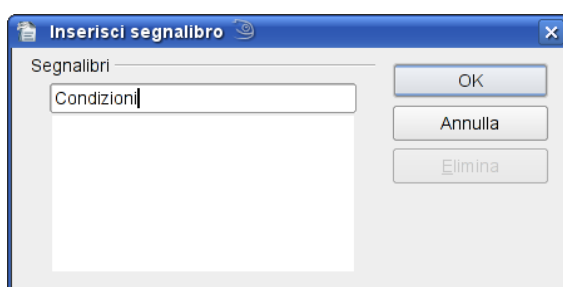 Inserisci segnalibro
Segnalibri
Condizioni
OK
Annulla
Elimina